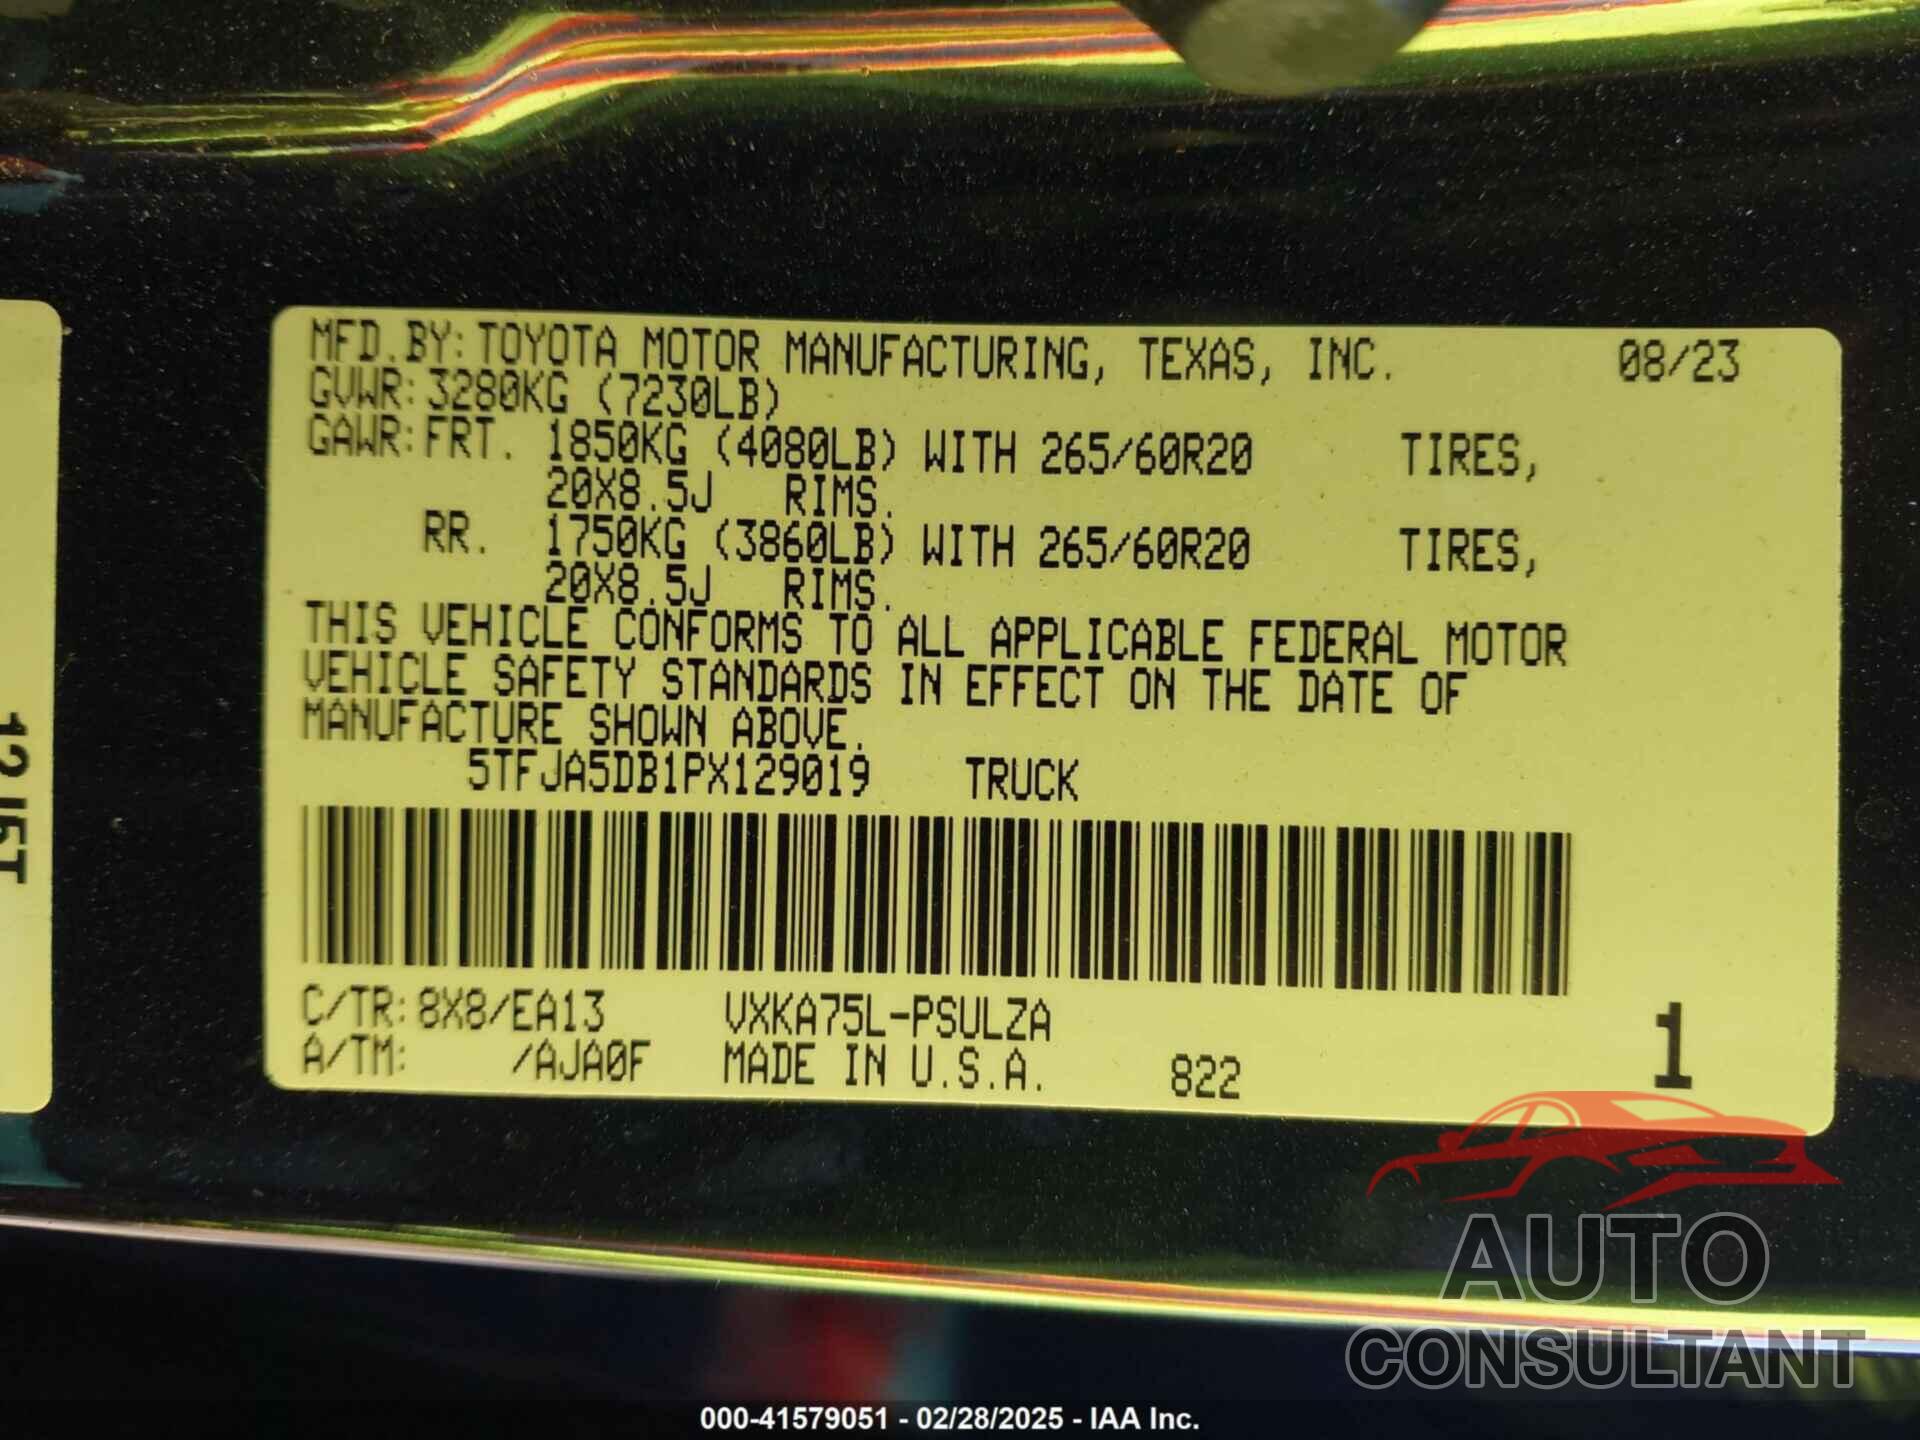 MFD.BY:TOYOTA MOTOR MANUFACTURING, TEXAS, INC. 08/23
GVWR:3280KG (7230LB)
GAWR:FRT. 1850KG (4080LB) WITH 265/60R20 TIRES,
20X8.5J RIMS.
RR. 1750KG (3860LB) WITH 265/60R20 TIRES,
20X8.5J RIMS.
THIS VEHICLE CONFORMS TO ALL APPLICABLE FEDERAL MOTOR
VEHICLE SAFETY STANDARDS IN EFFECT ON THE DATE OF
MANUFACTURE SHOWN ABOVE.
5TFJA5DB1PX129019 TRUCK
C/TR:8X8/EA13 VXKA75L-PSULZA
A/TM: /AJA0F MADE IN U.S.A. 822
1
AUTO
CONSULTANT
000-41579051 - 02/28/2025 - IAA Inc.